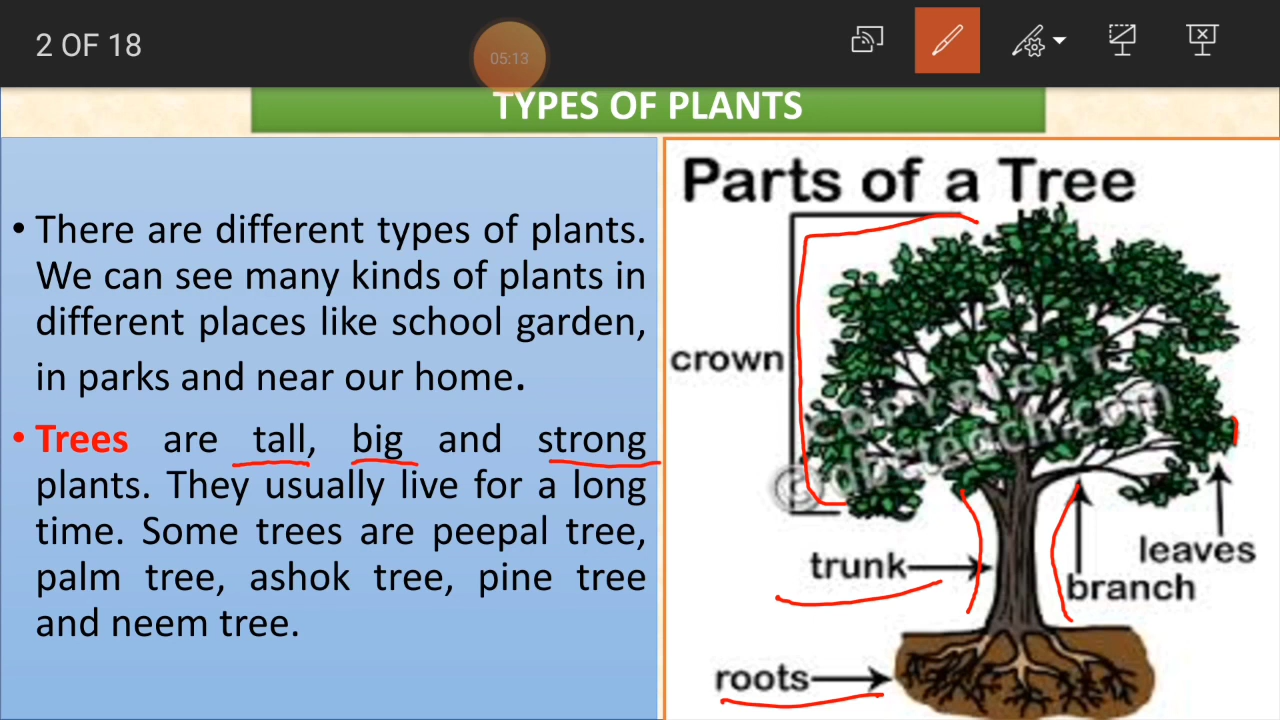 2 OF 18
05:13
TYPES OF PLANTS
• There are different types of plants.
We can see many kinds of plants in
different places like school garden,
in parks and near our home.
• Trees are tall, big and strong
plants. They usually live for a long
time. Some trees are peepal tree,
palm tree, ashok tree, pine tree
and neem tree.
Parts of a Tree
crown
COPYRIGHT
©abcteach.com
trunk
leaves
branch
roots